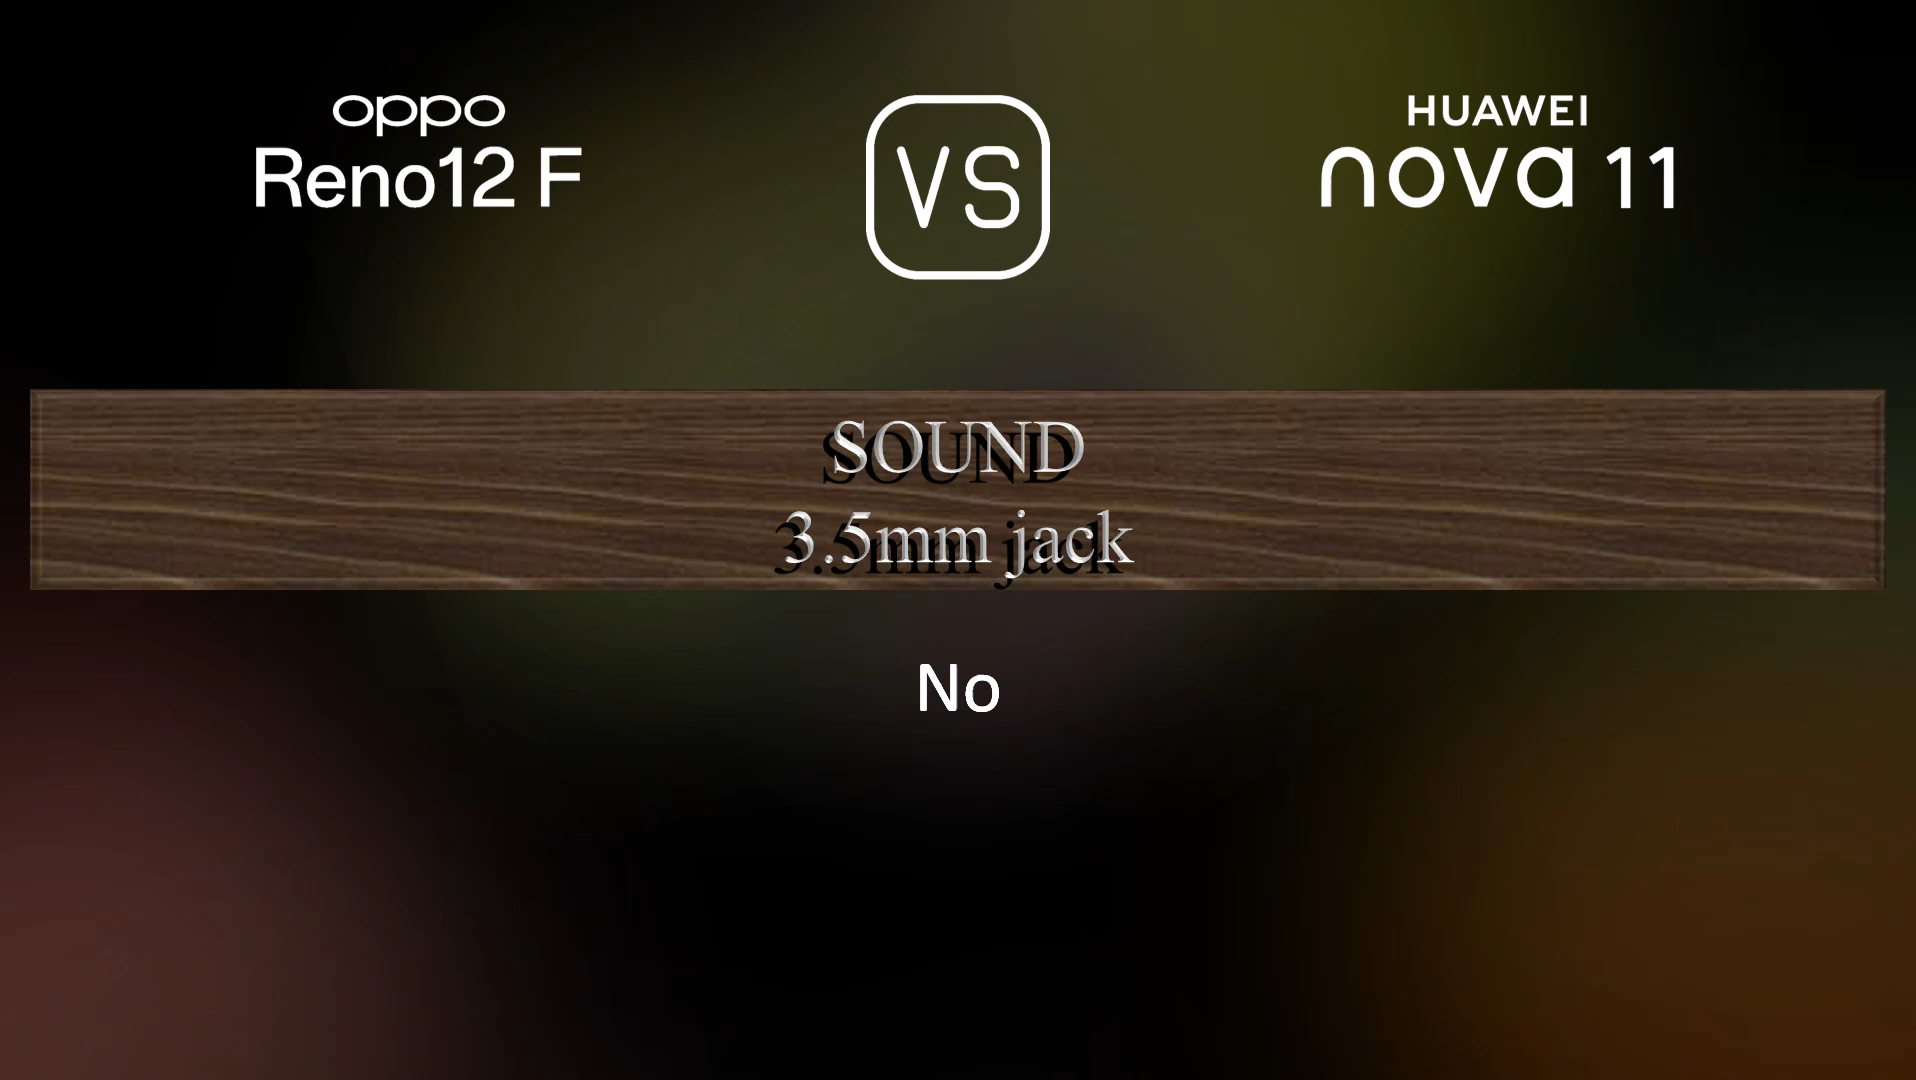 oppo
Reno12 F
VS
HUAWEI
nova 11
SOUND
3.5mm jack
No